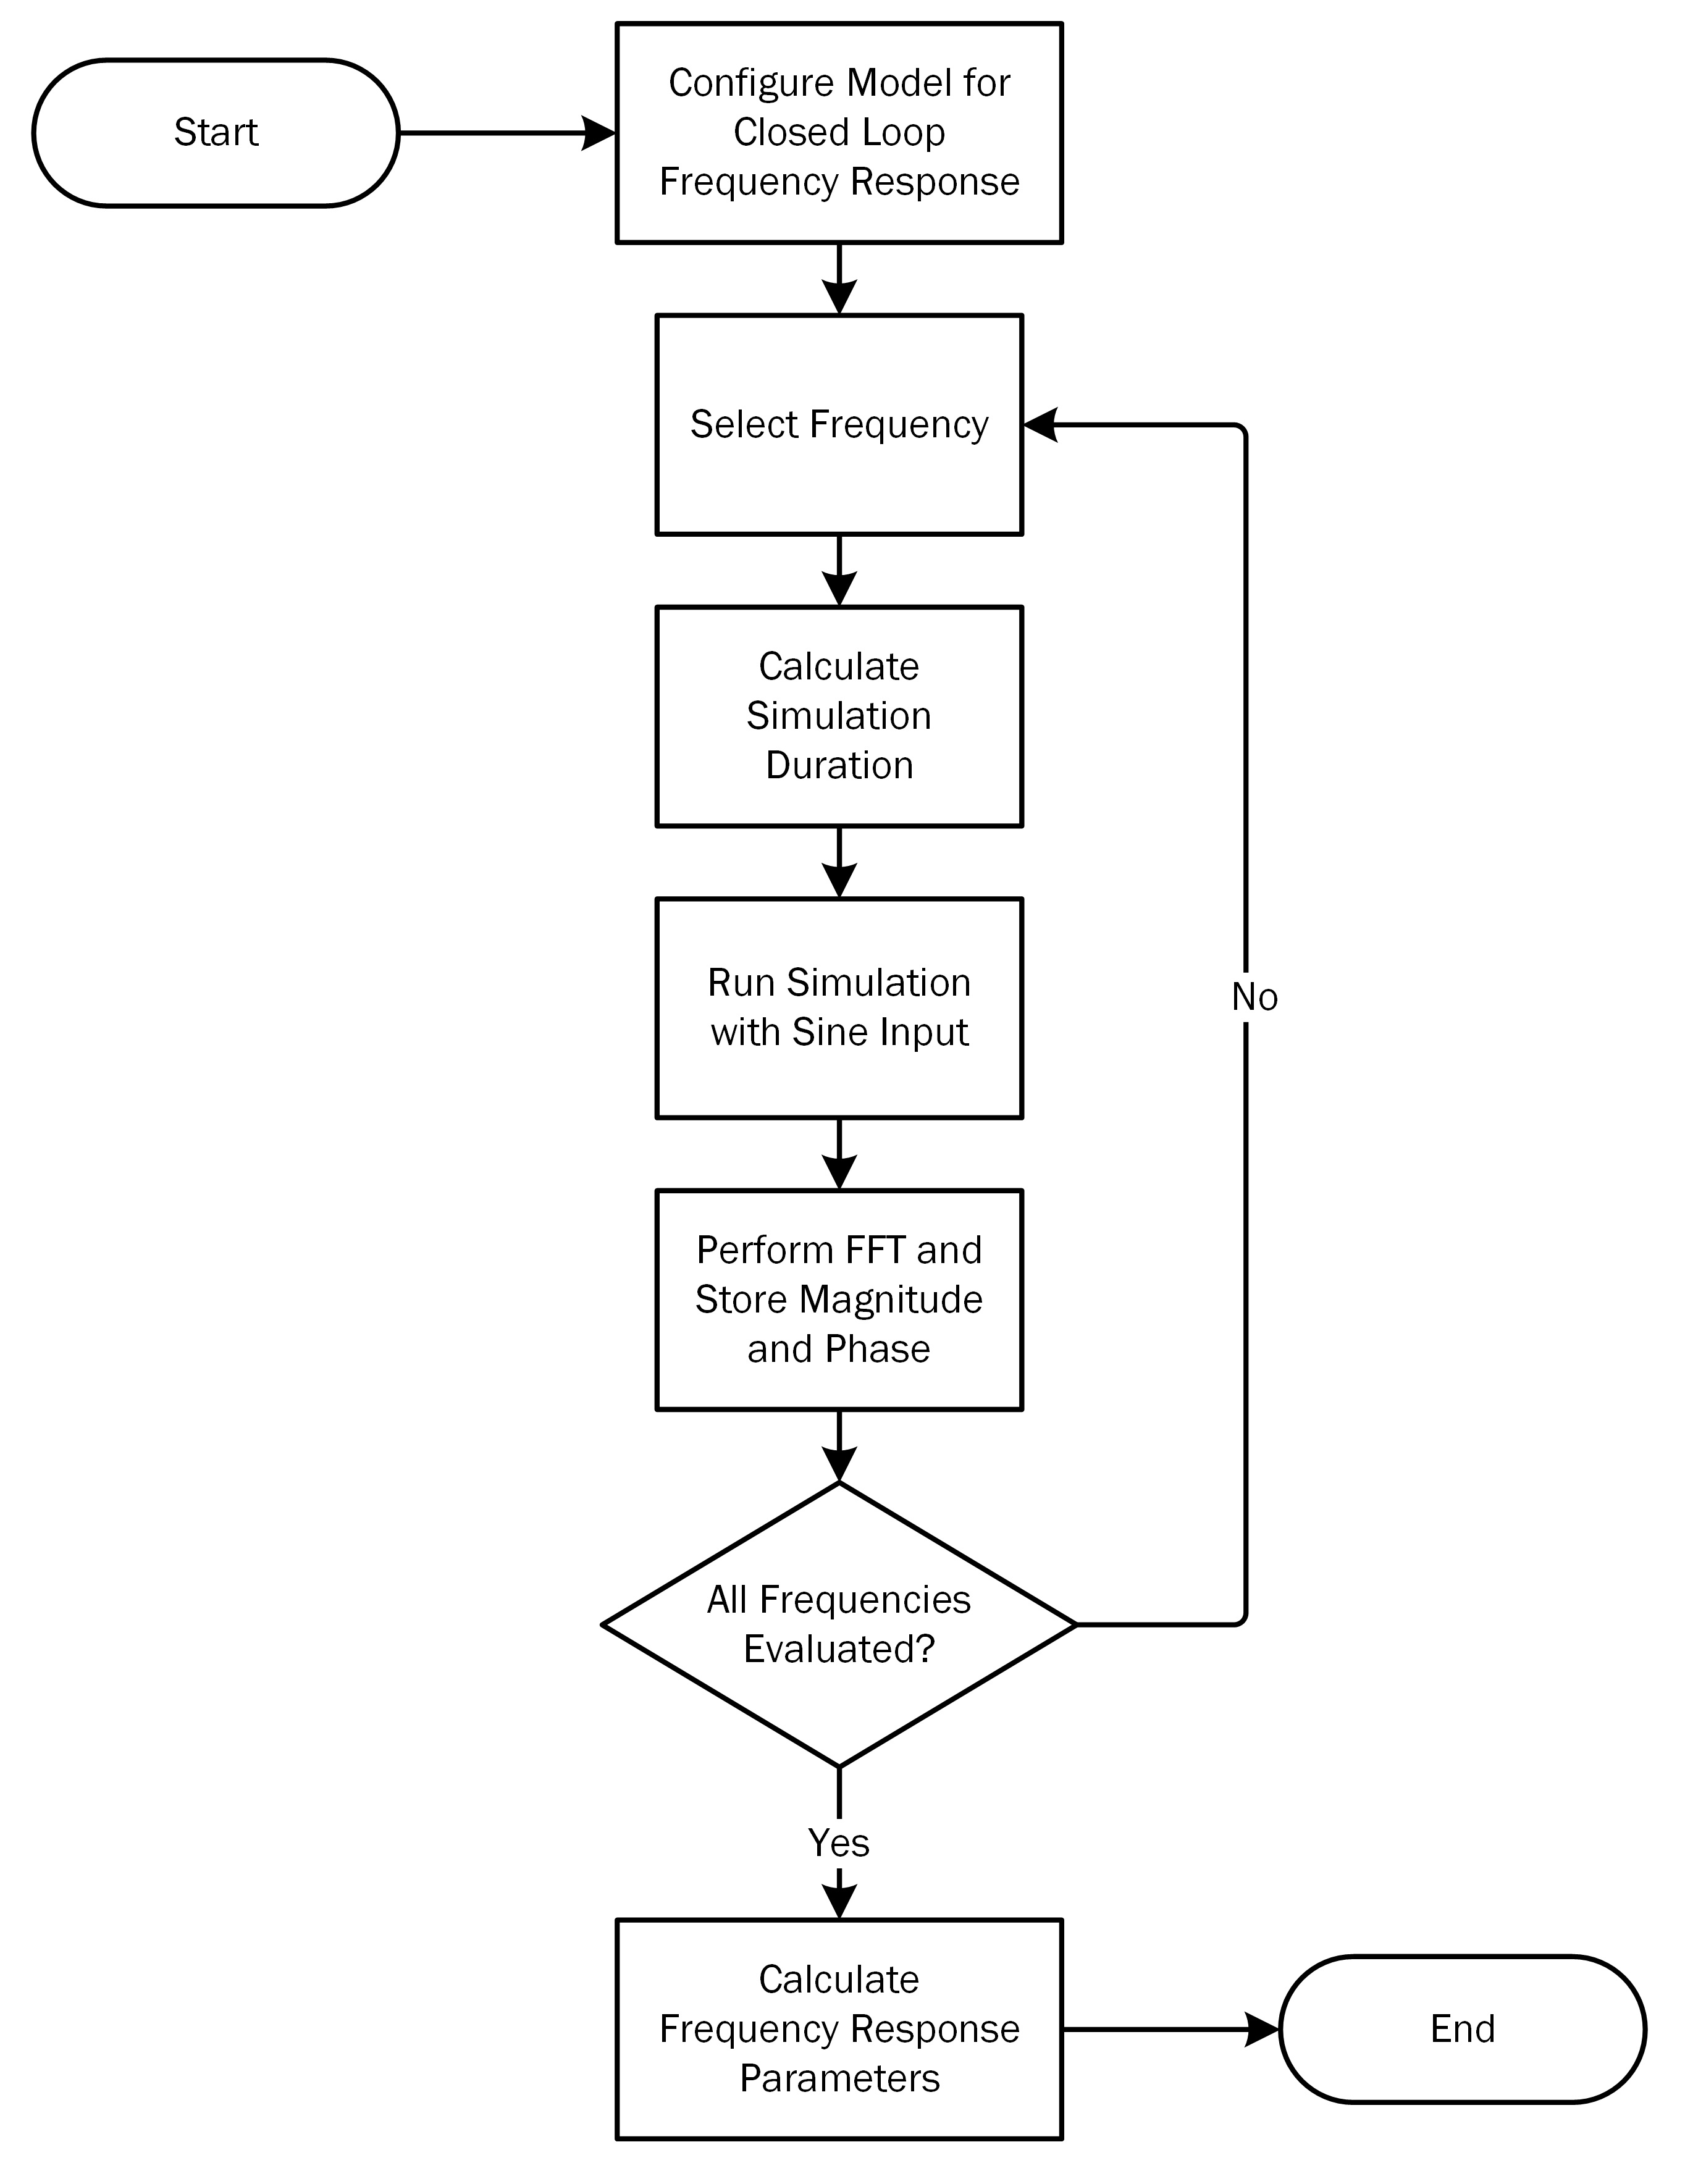 Start
Configure Model for
Closed Loop
Frequency Response
Select Frequency
Calculate
Simulation
Duration
Run Simulation
with Sine Input
No
Perform FFT and
Store Magnitude
and Phase
All Frequencies
Evaluated?
Yes
Calculate
Frequency Response
Parameters
End